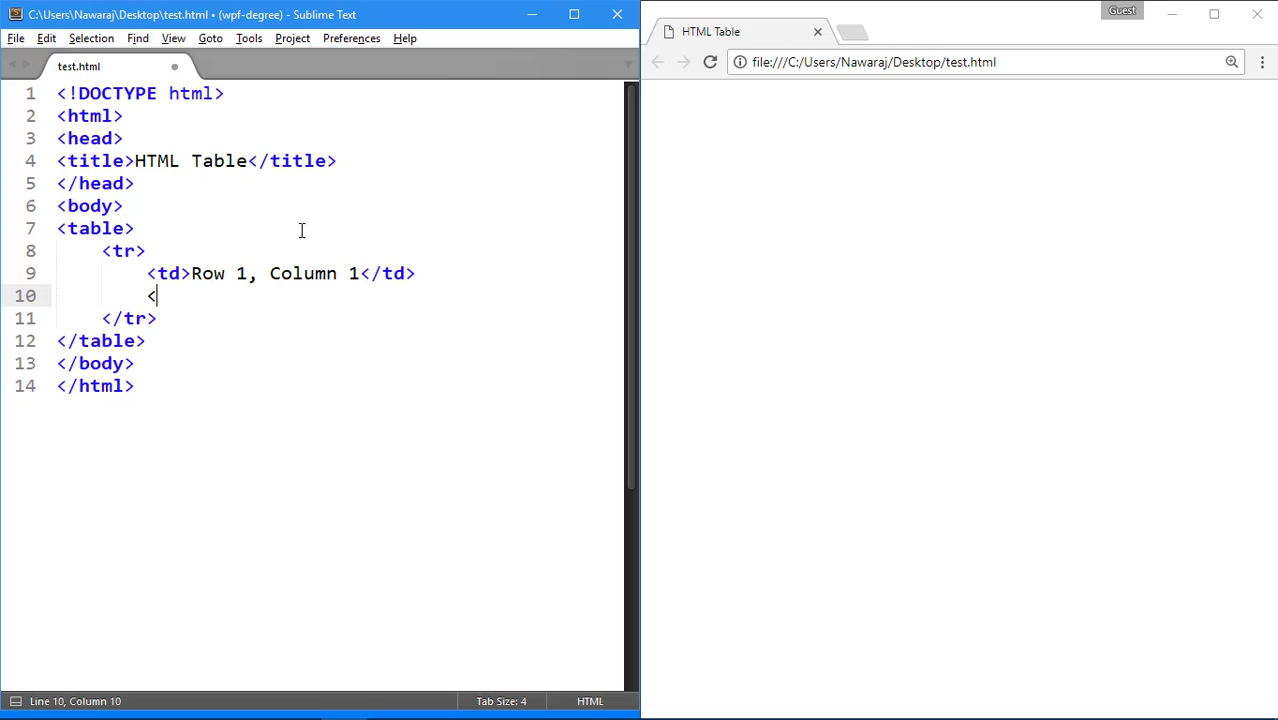 C:\Users\Nawaraj\Desktop\test.html • (wpf-degree) - Sublime Text
File Edit Selection Find View Goto Tools Project Preferences Help
test.html
1 <!DOCTYPE html>
2 <html>
3 <head>
4 <title>HTML Table</title>
5 </head>
6 <body>
7 <table>
8 <tr>
9 <td>Row 1, Column 1</td>
10 <
11 </tr>
12 </table>
13 </body>
14 </html>
Line 10, Column 10 Tab Size: 4 HTML
Guest
HTML Table
file:///C:/Users/Nawaraj/Desktop/test.html